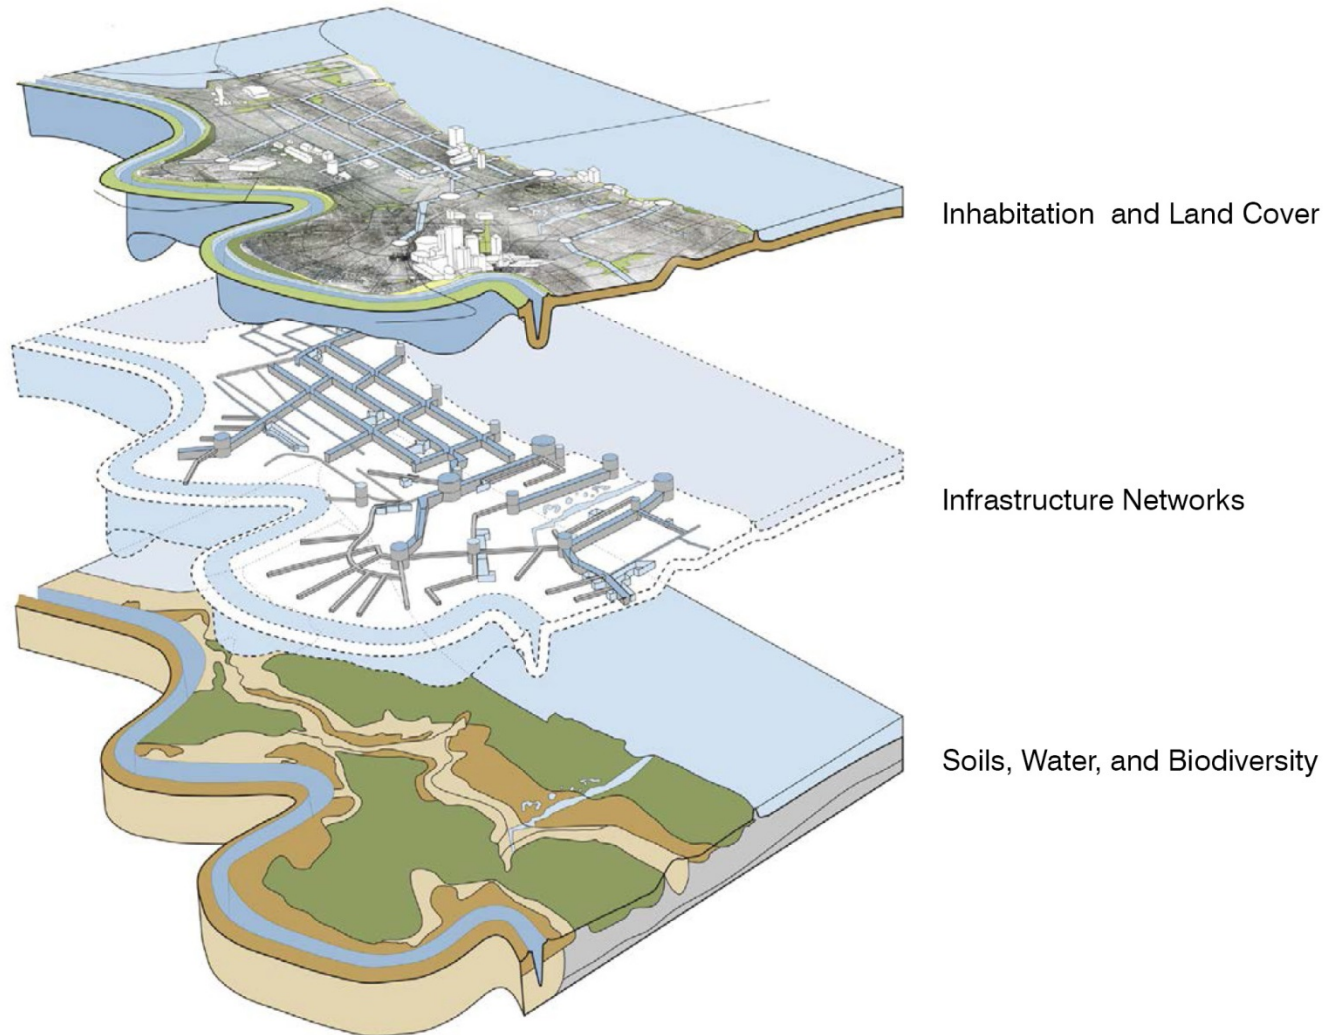 Inhabitation  and Land Cover
Infrastructure Networks
Soils, Water, and Biodiversity